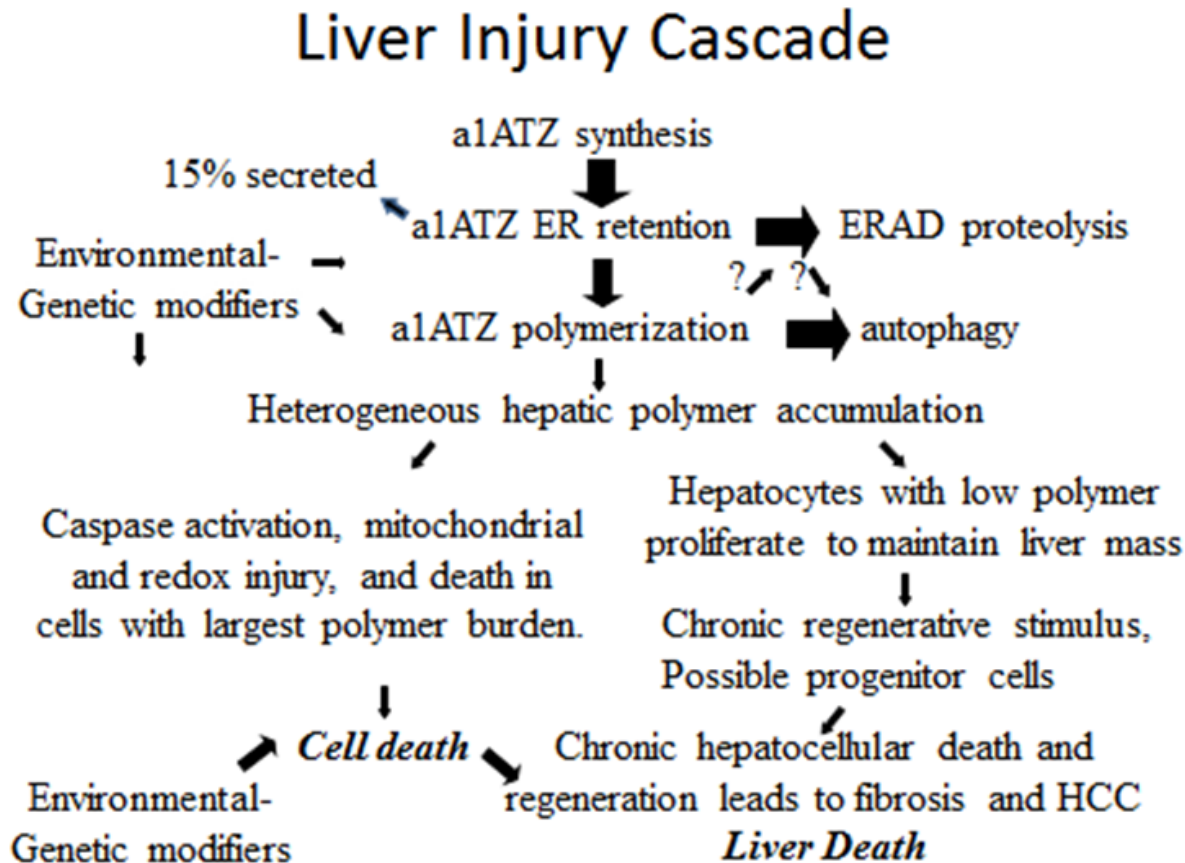 Liver Injury Cascade
a1ATZ synthesis
15% secreted
a1ATZ ER retention
ERAD proteolysis
Environmental-
Genetic modifiers
?
?
a1ATZ polymerization
autophagy
Heterogeneous hepatic polymer accumulation
Caspase activation, mitochondrial
and redox injury, and death in
cells with largest polymer burden.
Hepatocytes with low polymer
proliferate to maintain liver mass
Chronic regenerative stimulus,
Possible progenitor cells
Cell death
Environmental-
Genetic modifiers
Chronic hepatocellular death and
regeneration leads to fibrosis and HCC
Liver Death